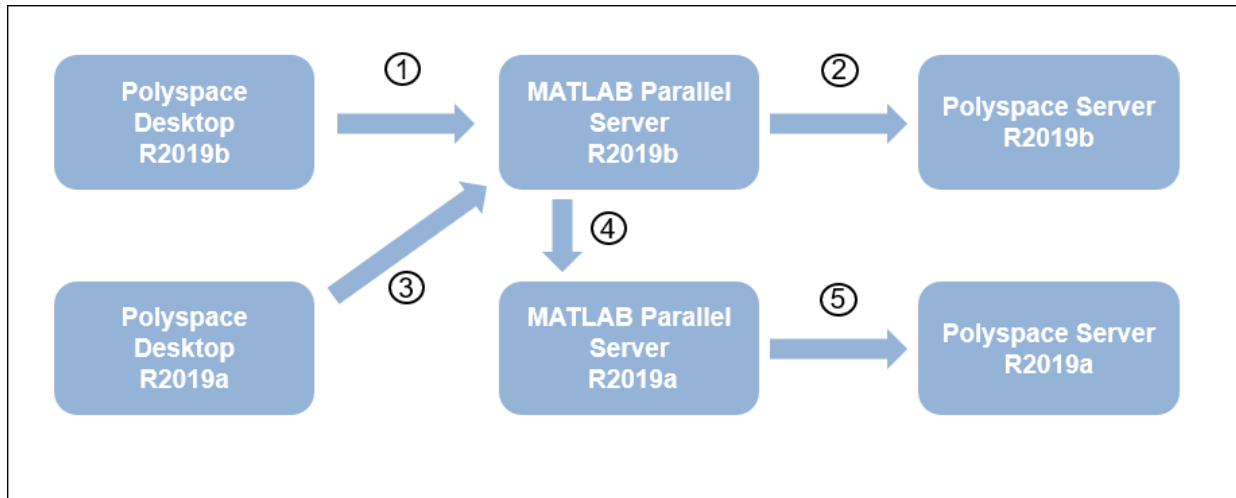 Polyspace
Desktop
R2019b
①
MATLAB Parallel
Server
R2019b
②
Polyspace Server
R2019b
③
④
Polyspace
Desktop
R2019a
MATLAB Parallel
Server
R2019a
⑤
Polyspace Server
R2019a